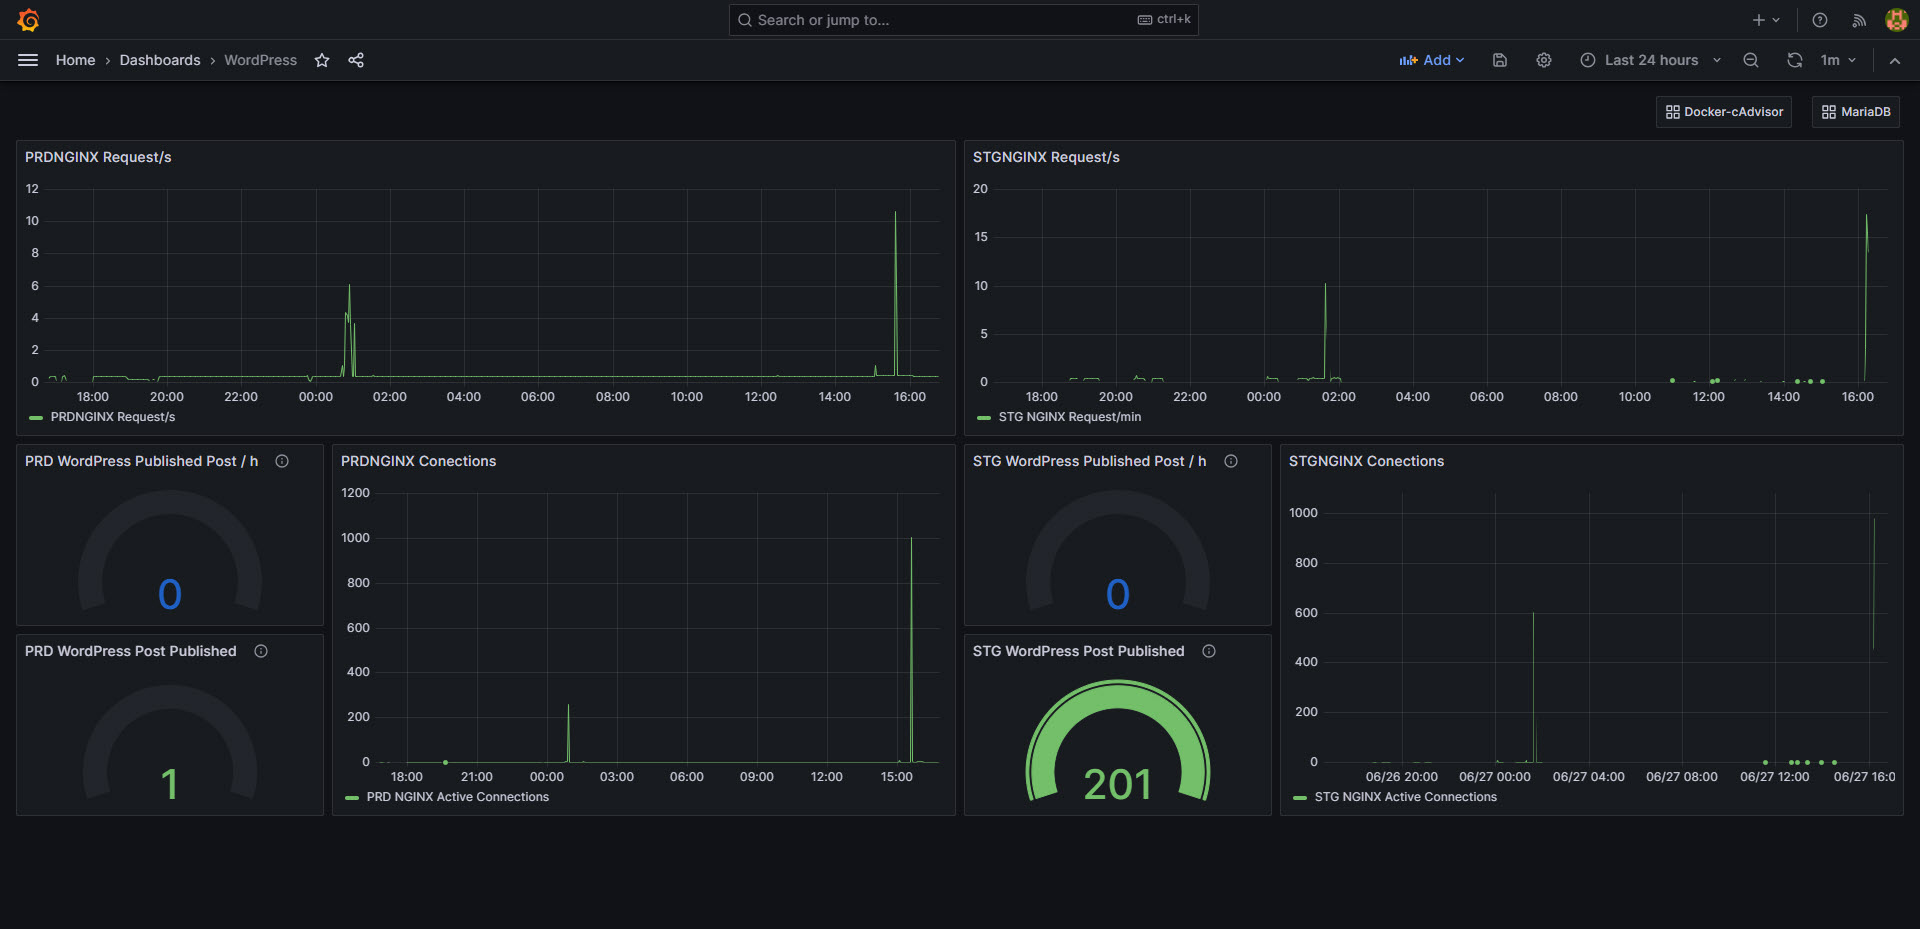 Search or jump to... ctrl+k
Home › Dashboards › WordPress Add Last 24 hours 1m
Docker-cAdvisor MariaDB
PRDNGINX Request/s
12
10
8
6
4
2
0
18:00 20:00 22:00 00:00 02:00 04:00 06:00 08:00 10:00 12:00 14:00 16:00
PRDNGINX Request/s
STGNGINX Request/s
20
15
10
5
0
18:00 20:00 22:00 00:00 02:00 04:00 06:00 08:00 10:00 12:00 14:00 16:00
STG NGINX Request/min
PRD WordPress Published Post / h
0
PRD WordPress Post Published
1
PRDNGINX Conections
1200
1000
800
600
400
200
0
18:00 21:00 00:00 03:00 06:00 09:00 12:00 15:00
PRD NGINX Active Connections
STG WordPress Published Post / h
0
STG WordPress Post Published
201
STGNGINX Conections
1000
800
600
400
200
0
06/26 20:00 06/27 00:00 06/27 04:00 06/27 08:00 06/27 12:00 06/27 16:0
STG NGINX Active Connections